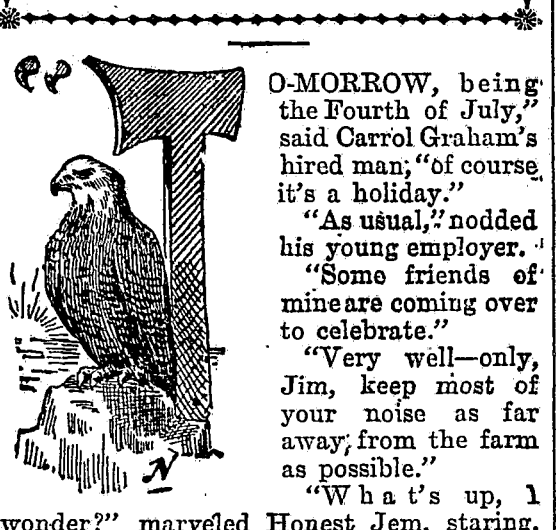 “TO-MORROW, being
the Fourth of July,”
said Carrol Graham's
hired man, “of course
it's a holiday.”
“As usual,” nodded
his young employer.
“Some friends of
mine are coming over
to celebrate.”
“Very well—only,
Jim, keep most of
your noise as far
away, from the farm
as possible.”
“What's up, I
wonder?” marveled Honest Jem, staring.
N